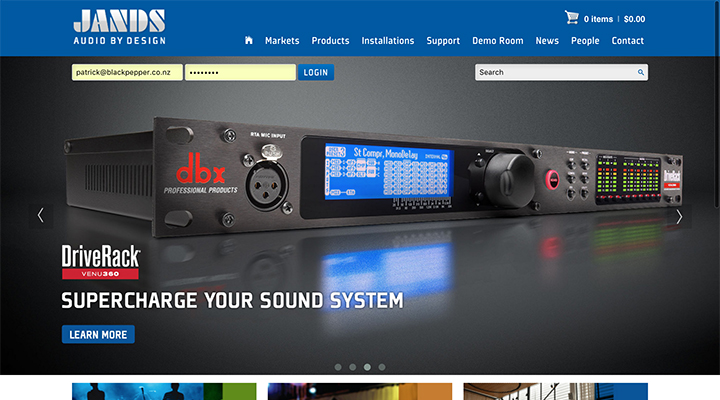 JANDS
AUDIO BY DESIGN
0 items | $0.00
Markets Products Installations Support Demo Room News People Contact
patrick@blackpepper.co.nz •••••••• LOGIN Search
RTA MIC INPUT
dbx
PROFESSIONAL PRODUCTS
St Compr, MonoDelay
DriveRack
DriveRack
VENU360
SUPERCHARGE YOUR SOUND SYSTEM
LEARN MORE